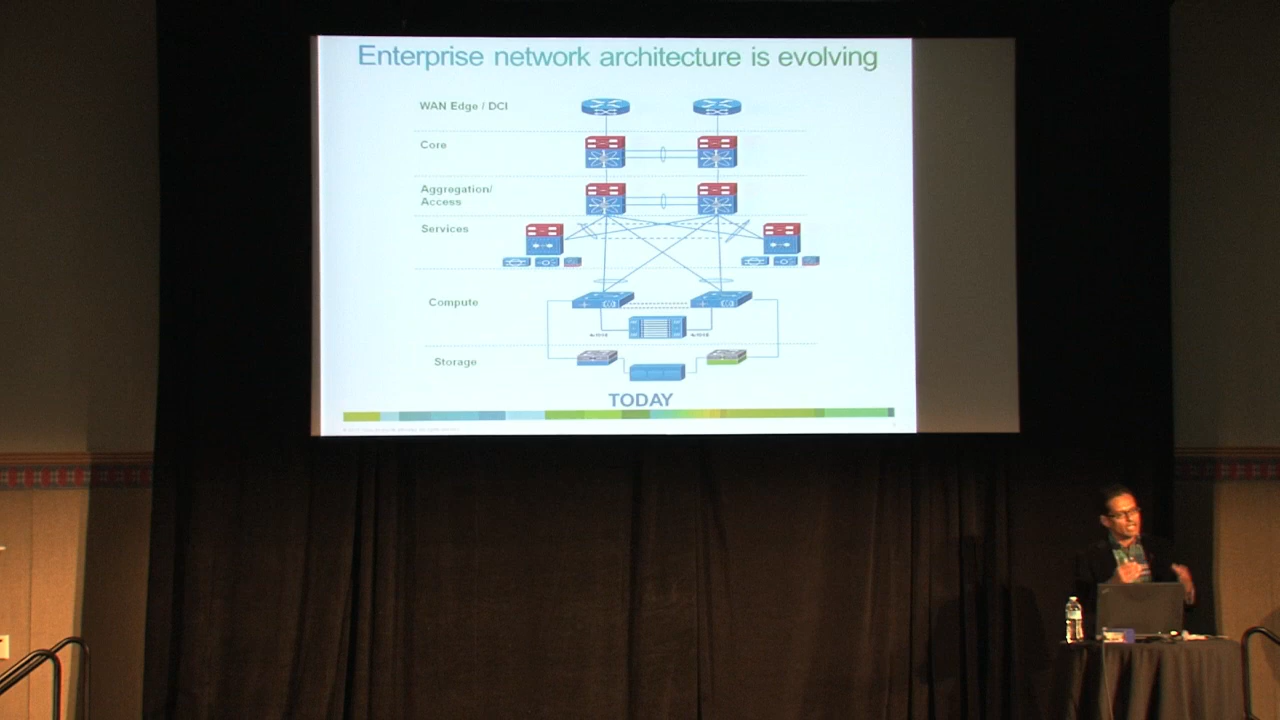 Enterprise network architecture is evolving
WAN Edge / DCI
Core
Aggregation/
Access
Services
Compute
Storage
TODAY